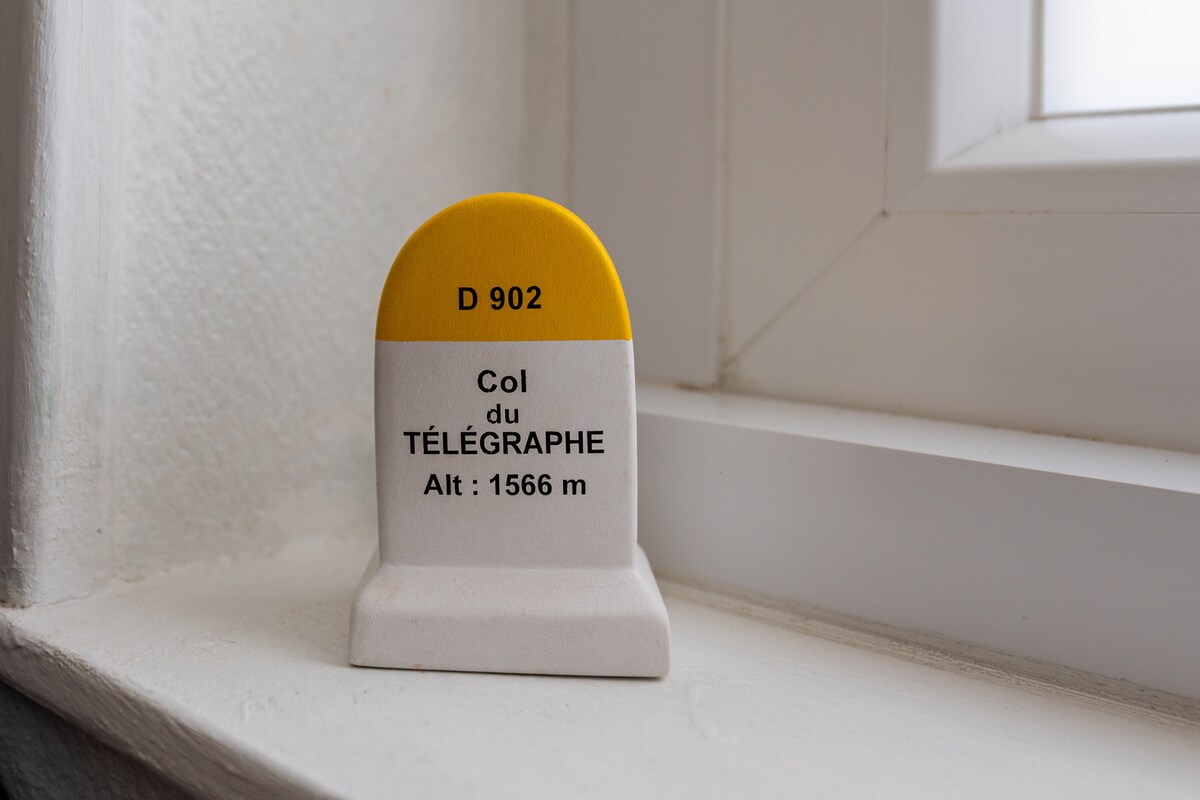 D 902
Col
du
TÉLÉGRAPHE
Alt : 1566 m